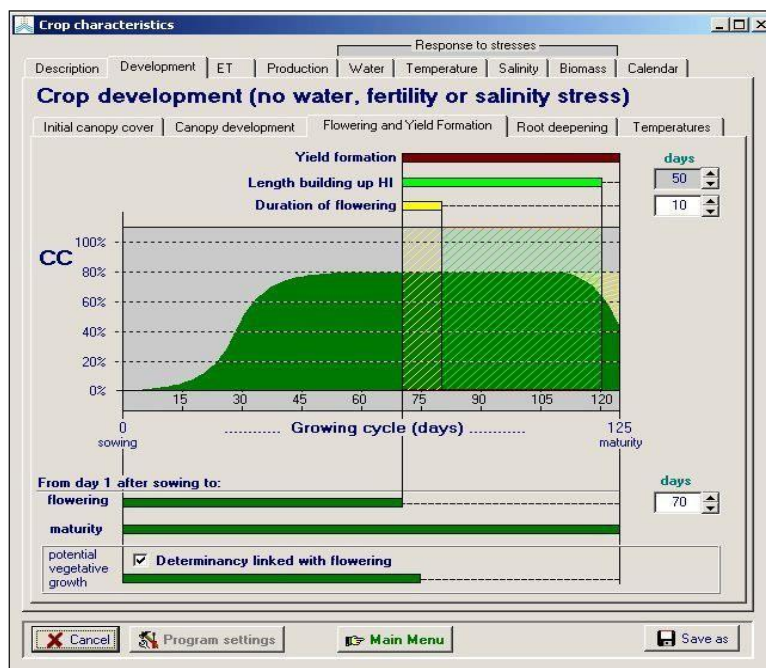 Crop characteristics
Response to stresses
Description Development ET Production Water Temperature Salinity Biomass Calendar
Crop development (no water, fertility or salinity stress)
Initial canopy cover Canopy development Flowering and Yield Formation Root deepening Temperatures
Yield formation days
Length building up HI 50
Duration of flowering 10
CC
100%
80%
60%
40%
20%
0%
15 30 45 60 75 90 105 120
0 ......... Growing cycle (days) ........... 125
sowing maturity
From day 1 after sowing to: days
flowering 70
maturity
potential
vegetative
growth
Determinancy linked with flowering
Cancel Program settings Main Menu Save as